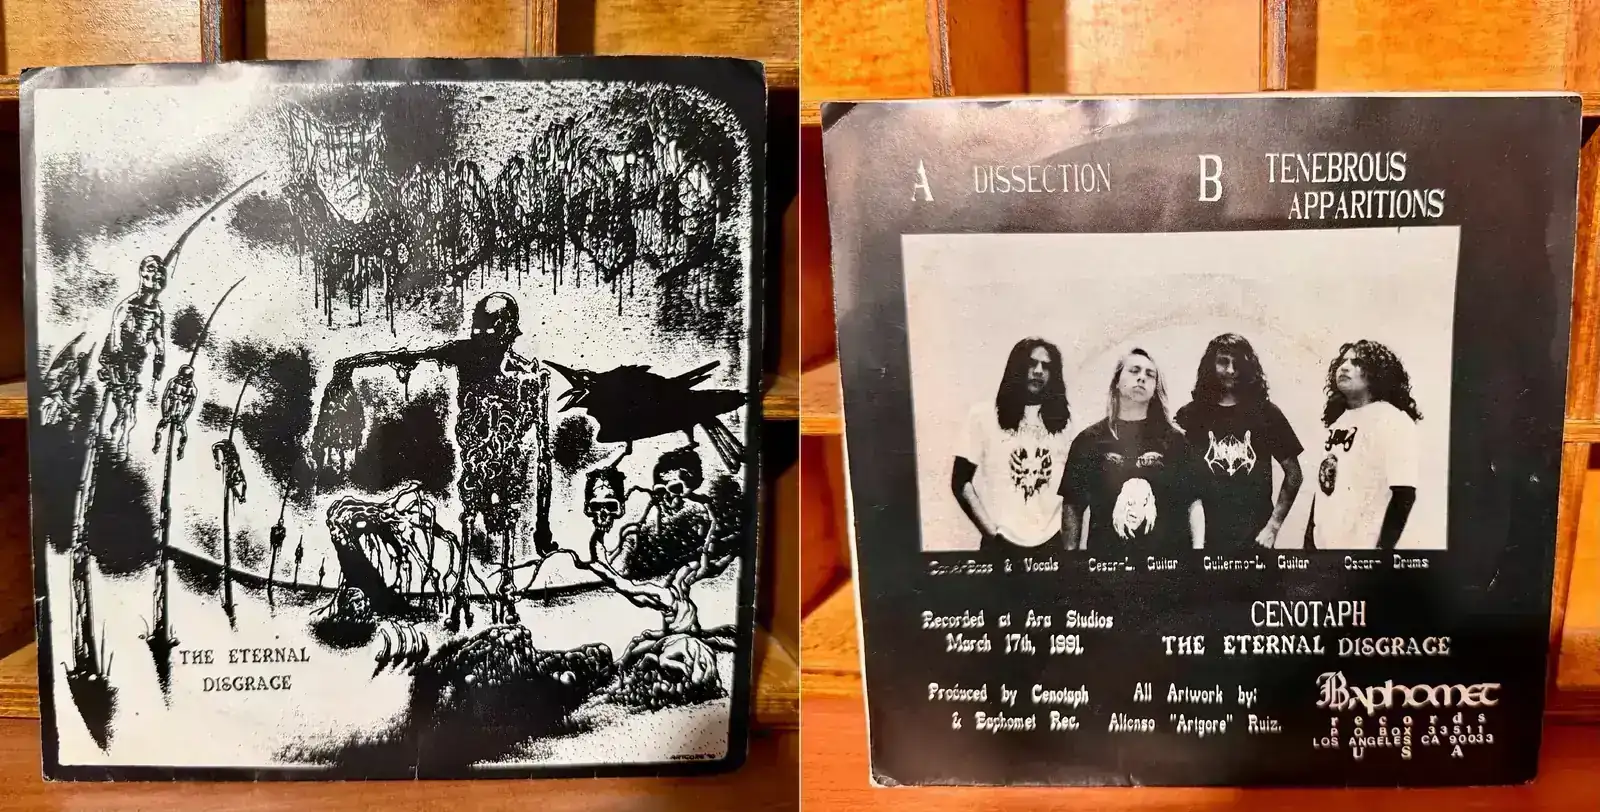 THE ETERNAL
DISGRACE
A DISSECTION
B TENEBROUS
APPARITIONS
Bass & Vocals
Cesar-L. Guitar
Gullermo-L. Guitar
Oscar- Drums
Recorded at Ara Studios
March 17th, 1991.
CENOTAPH
THE ETERNAL DISGRACE
Produced by Cenotaph
& Baphomet Rec.
All Artwork by:
Alfonso "Artgore" Ruiz.
Baphomet
records
P O BOX 33511
LOS ANGELES CA 90033
U S A